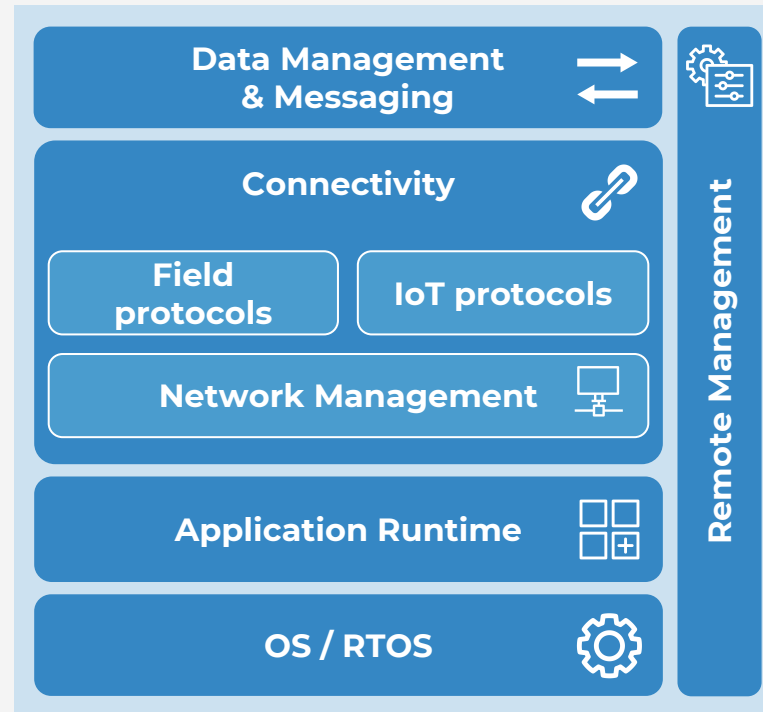 Data Management
& Messaging
Connectivity
Field
protocols
IoT protocols
Network Management
Application Runtime
OS / RTOS
Remote Management